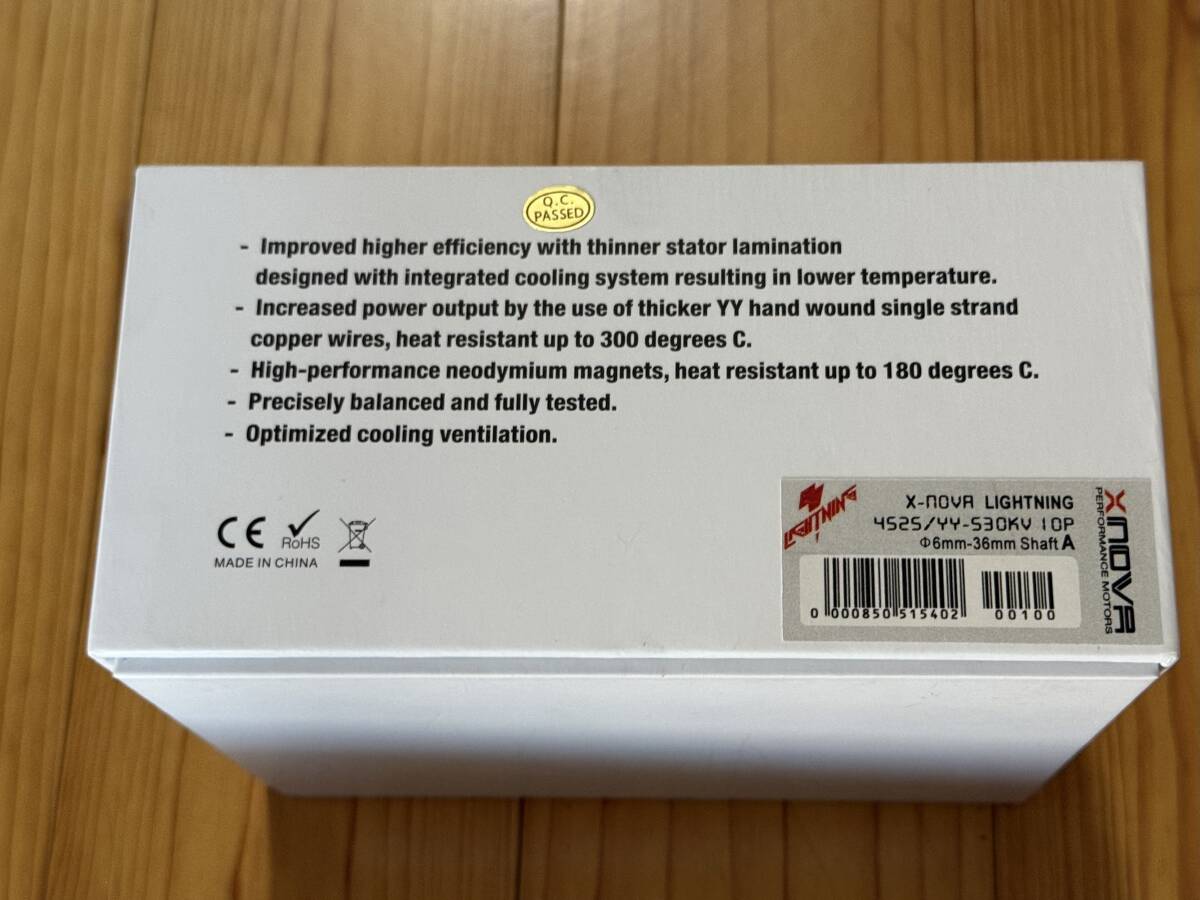 Q.C.
PASSED
- Improved higher efficiency with thinner stator lamination
designed with integrated cooling system resulting in lower temperature.
- Increased power output by the use of thicker YY hand wound single strand
copper wires, heat resistant up to 300 degrees C.
- High-performance neodymium magnets, heat resistant up to 180 degrees C.
- Precisely balanced and fully tested.
- Optimized cooling ventilation.
CE
RoHS
MADE IN CHINA
LIGHTNING
X-NOVA LIGHTNING
4525/YY-530KV 10P
Φ6mm-36mm Shaft A
0 000850 515402
00100
XNOVA
PERFORMANCE MOTORS